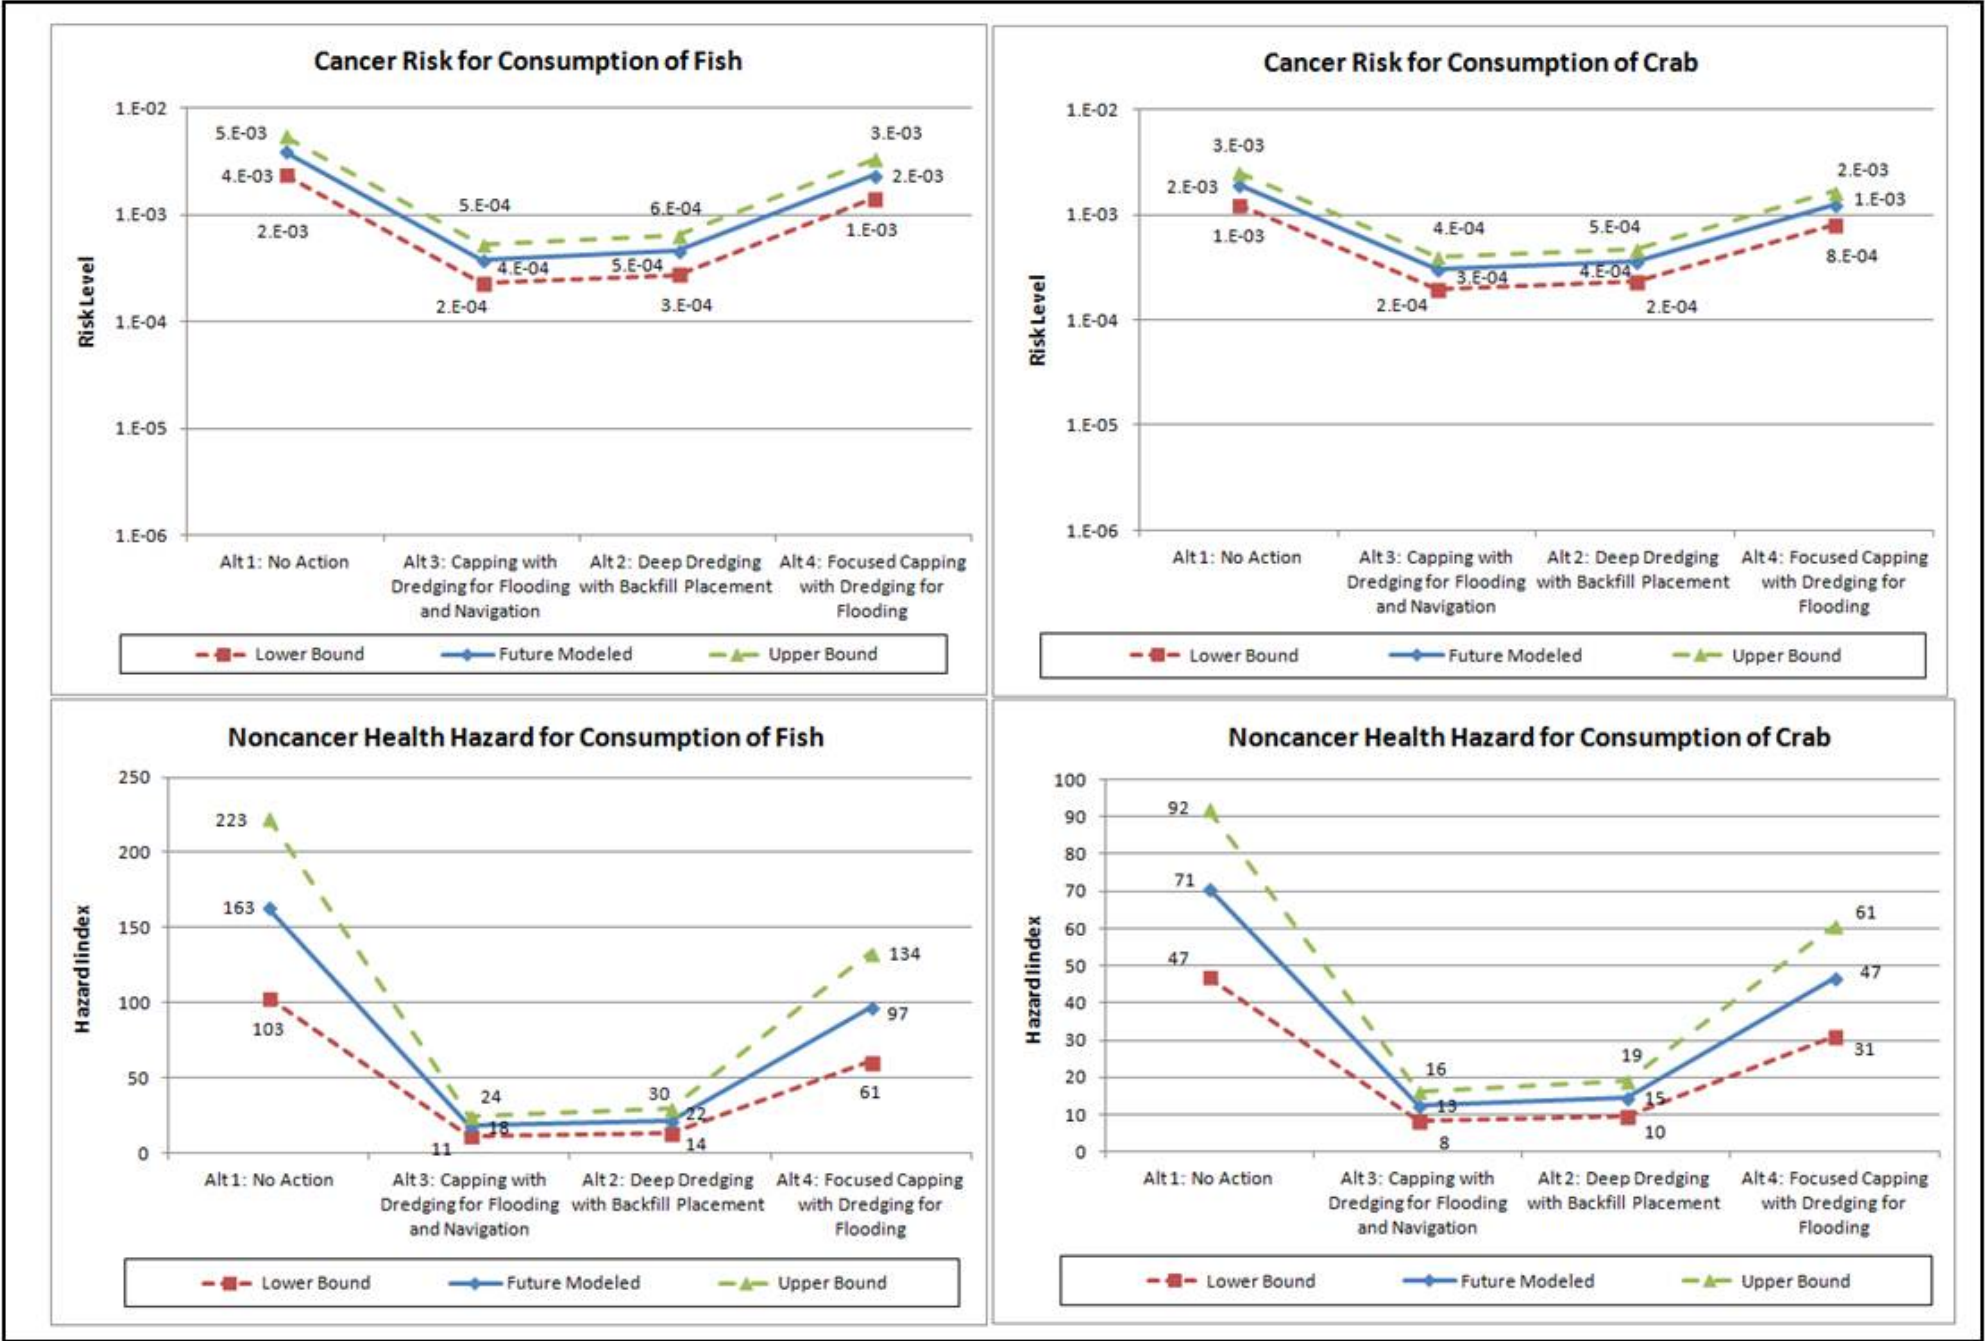 Cancer Risk for Consumption of Fish
Risk Level
1.E-02
1.E-03
1.E-04
1.E-05
1.E-06
5.E-03
4.E-03
2.E-03
5.E-04
4.E-04
2.E-04
6.E-04
5.E-04
3.E-04
3.E-03
2.E-03
1.E-03
Alt 1: No Action
Alt 3: Capping with
Dredging for Flooding
and Navigation
Alt 2: Deep Dredging
with Backfill Placement
Alt 4: Focused Capping
with Dredging for
Flooding
Lower Bound
Future Modeled
Upper Bound
Cancer Risk for Consumption of Crab
Risk Level
1.E-02
1.E-03
1.E-04
1.E-05
1.E-06
3.E-03
2.E-03
1.E-03
4.E-04
3.E-04
2.E-04
5.E-04
4.E-04
2.E-04
2.E-03
1.E-03
8.E-04
Alt 1: No Action
Alt 3: Capping with
Dredging for Flooding
and Navigation
Alt 2: Deep Dredging
with Backfill Placement
Alt 4: Focused Capping
with Dredging for
Flooding
Lower Bound
Future Modeled
Upper Bound
Noncancer Health Hazard for Consumption of Fish
Hazard Iindex
250
200
150
100
50
0
223
163
103
24
18
11
30
22
14
134
97
61
Alt 1: No Action
Alt 3: Capping with
Dredging for Flooding
and Navigation
Alt 2: Deep Dredging
with Backfill Placement
Alt 4: Focused Capping
with Dredging for
Flooding
Lower Bound
Future Modeled
Upper Bound
Noncancer Health Hazard for Consumption of Crab
Hazard Iindex
100
90
80
70
60
50
40
30
20
10
0
92
71
47
16
13
8
19
15
10
61
47
31
Alt 1: No Action
Alt 3: Capping with
Dredging for Flooding
and Navigation
Alt 2: Deep Dredging
with Backfill Placement
Alt 4: Focused Capping
with Dredging for
Flooding
Lower Bound
Future Modeled
Upper Bound